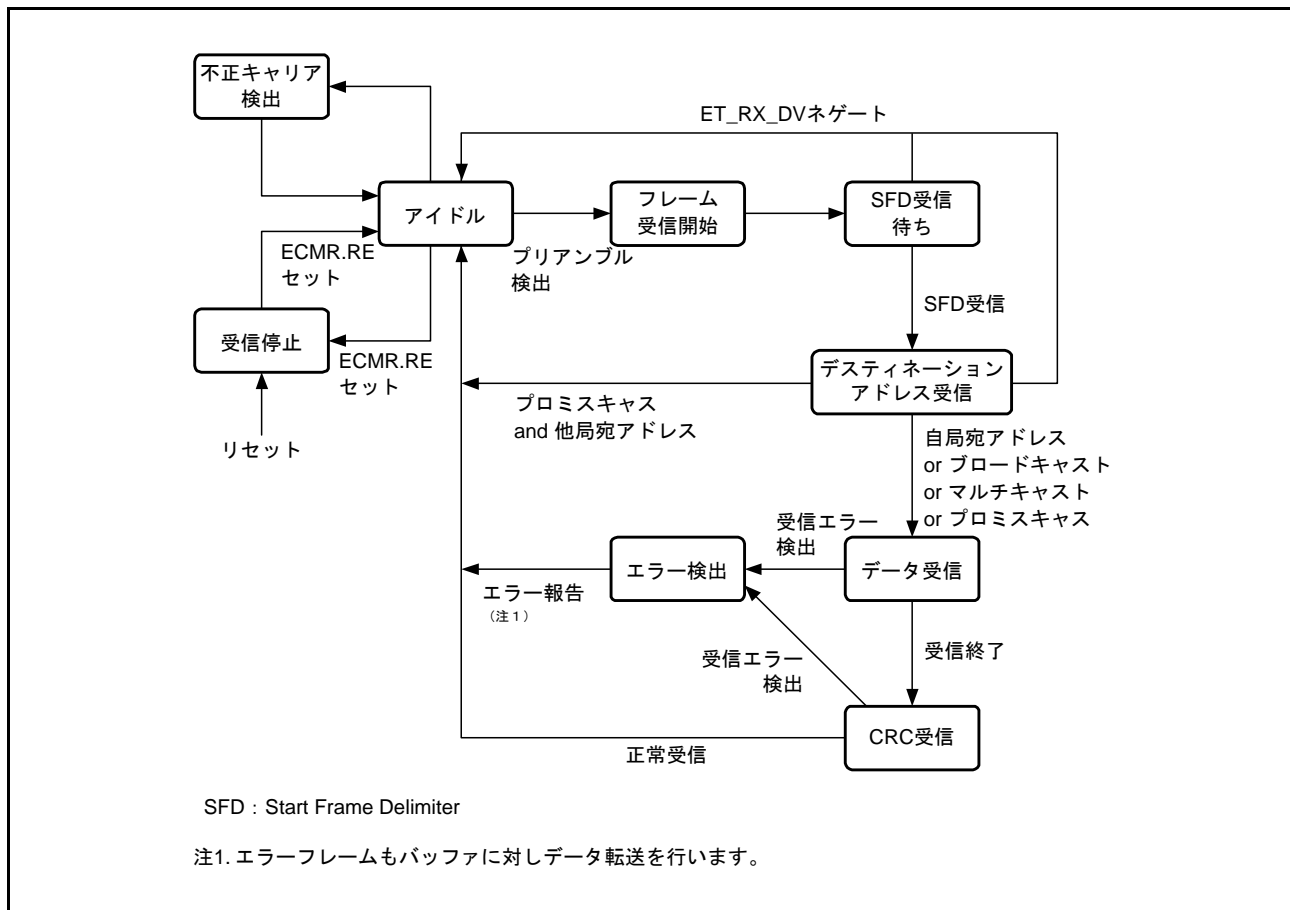 不正キャリア
検出
ET_RX_DVネゲート
アイドル
フレーム
受信開始
SFD受信
待ち
プリアンブル
検出
ECMR.RE
セット
SFD受信
受信停止
ECMR.RE
セット
デスティネーション
アドレス受信
プロミスキャス
and 他局宛アドレス
リセット
自局宛アドレス
or ブロードキャスト
or マルチキャスト
or プロミスキャス
受信エラー
検出
エラー検出
データ受信
エラー報告
（注１）
受信エラー
検出
受信終了
CRC受信
正常受信
SFD：Start Frame Delimiter
注1. エラーフレームもバッファに対しデータ転送を行います。